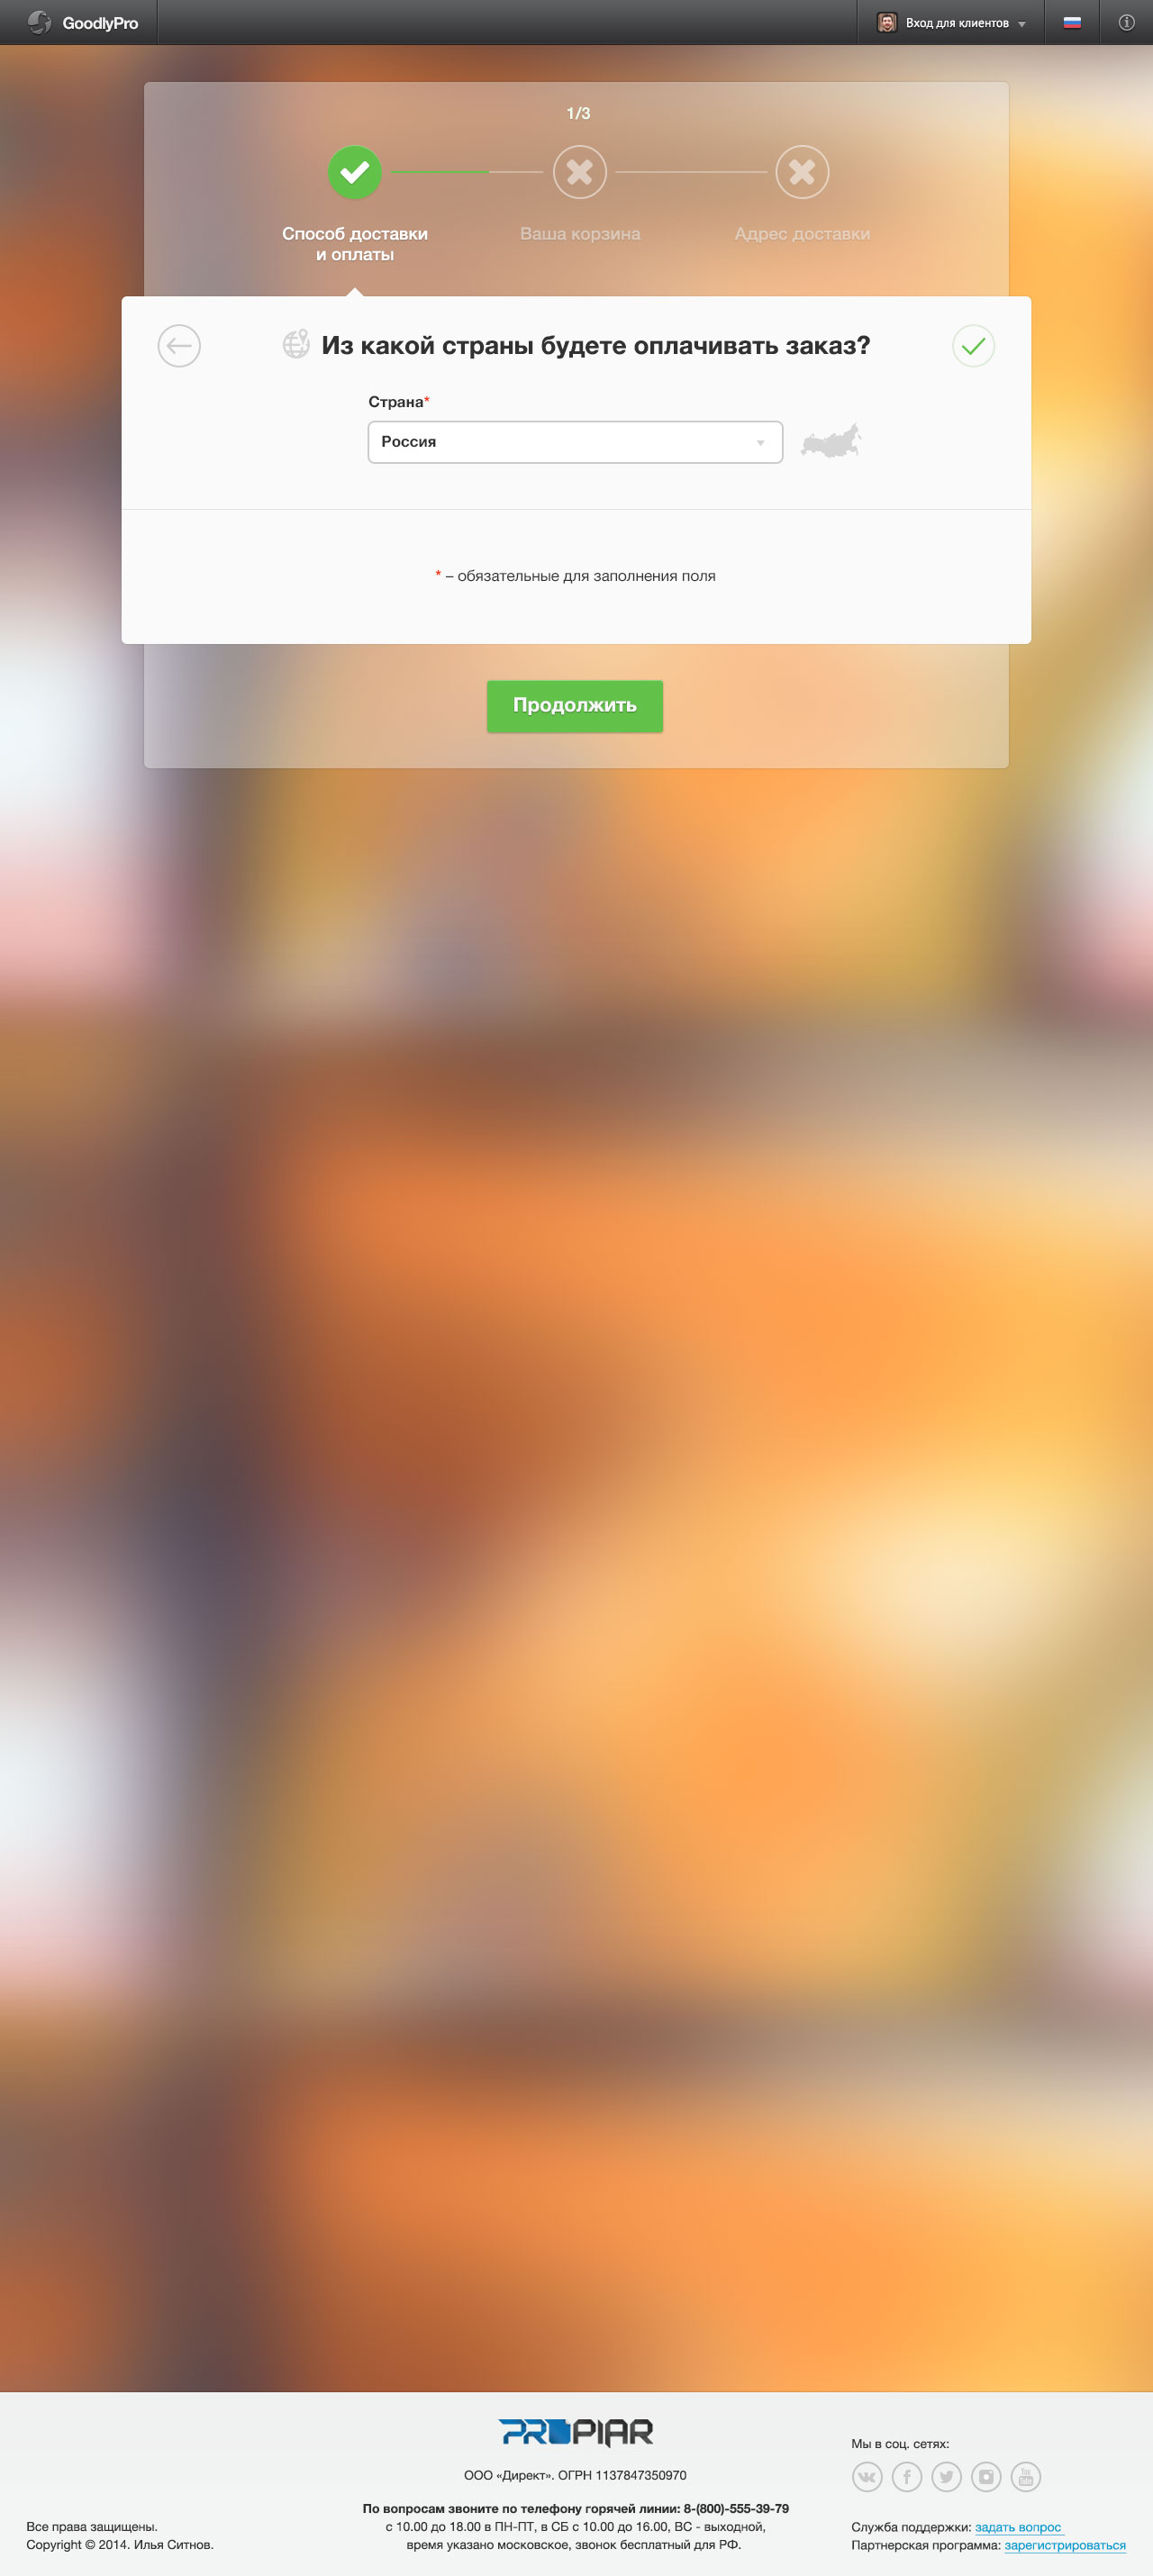 GoodlyPro
Вход для клиентов
1/3
Способ доставки
и оплаты
Ваша корзина
Адрес доставки
Из какой страны будете оплачивать заказ?
Страна*
Россия
* – обязательные для заполнения поля
Продолжить
PROPIAR
ООО «Директ». ОГРН 1137847350970
По вопросам звоните по телефону горячей линии: 8-(800)-555-39-79
с 10.00 до 18.00 в ПН-ПТ, в СБ с 10.00 до 16.00, ВС - выходной,
время указано московское, звонок бесплатный для РФ.
Все права защищены.
Copyright © 2014. Илья Ситнов.
Мы в соц. сетях:
You
Tube
Служба поддержки: задать вопрос
Партнерская программа: зарегистрироваться